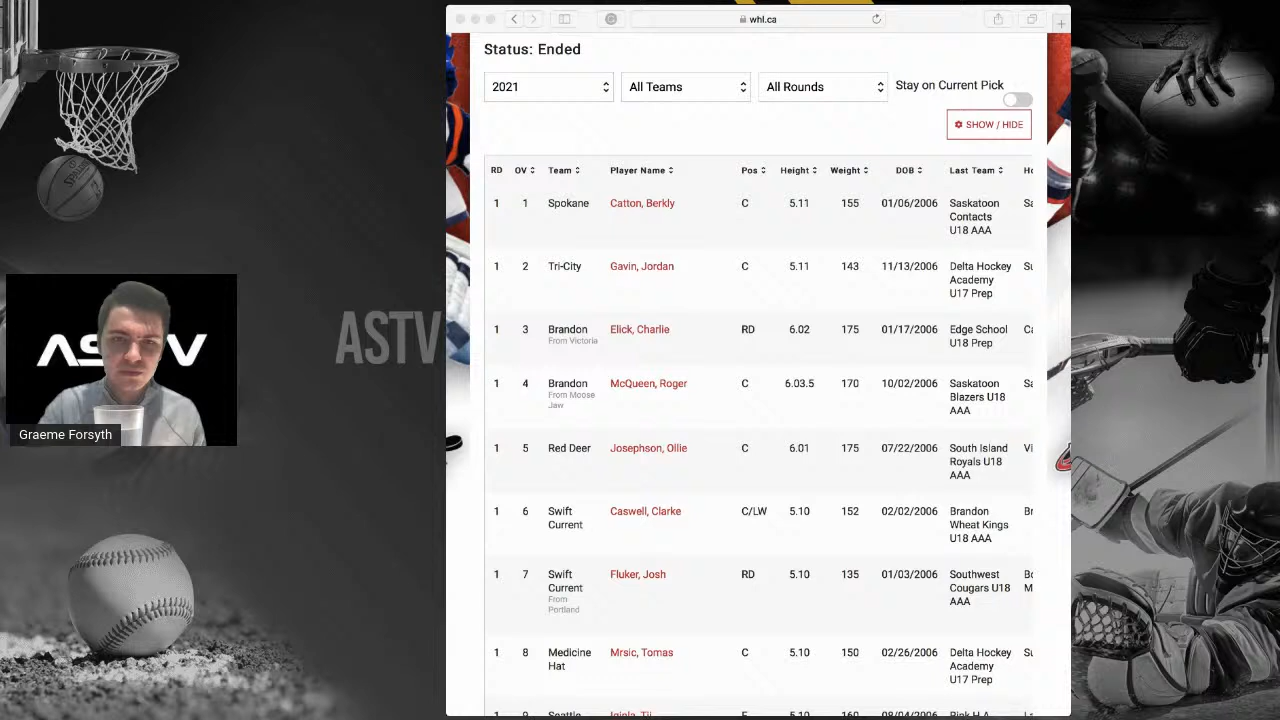 whl.ca
Status: Ended
2021 All Teams All Rounds Stay on Current Pick
SHOW / HIDE
RD OV Team Player Name Pos Height Weight DOB Last Team
1 1 Spokane Catton, Berkly C 5.11 155 01/06/2006 Saskatoon
Contacts
U18 AAA
1 2 Tri-City Gavin, Jordan C 5.11 143 11/13/2006 Delta Hockey
Academy
U17 Prep
1 3 Brandon Elick, Charlie RD 6.02 175 01/17/2006 Edge School
From Victoria U18 Prep
1 4 Brandon McQueen, Roger C 6.03.5 170 10/02/2006 Saskatoon
From Moose Blazers U18
Jaw AAA
1 5 Red Deer Josephson, Ollie C 6.01 175 07/22/2006 South Island
Royals U18
AAA
1 6 Swift Caswell, Clarke C/LW 5.10 152 02/02/2006 Brandon
Current Wheat Kings
U18 AAA
1 7 Swift Fluker, Josh RD 5.10 135 01/03/2006 Southwest
Current Cougars U18
From AAA
Portland
1 8 Medicine Mrsic, Tomas C 5.10 150 02/26/2006 Delta Hockey
Hat Academy
U17 Prep
ASTV
ASTV
Graeme Forsyth
SPALDING